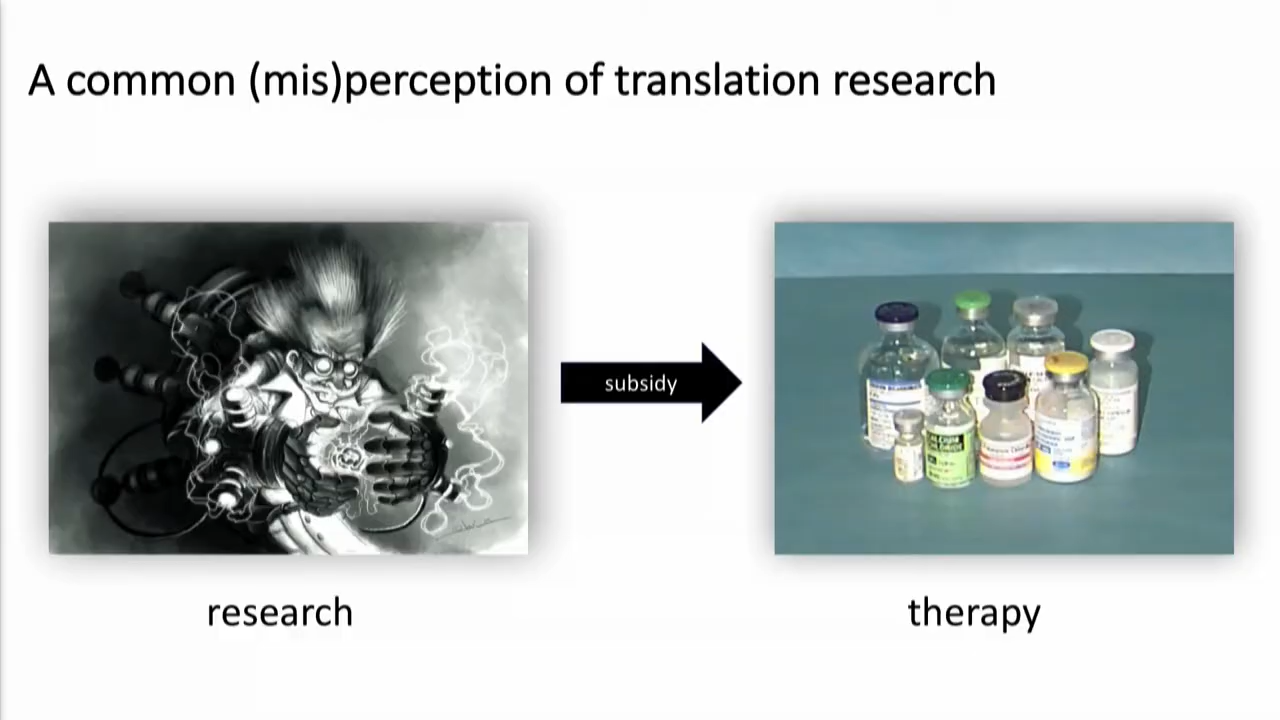 A common (mis)perception of translation research
subsidy
research
therapy